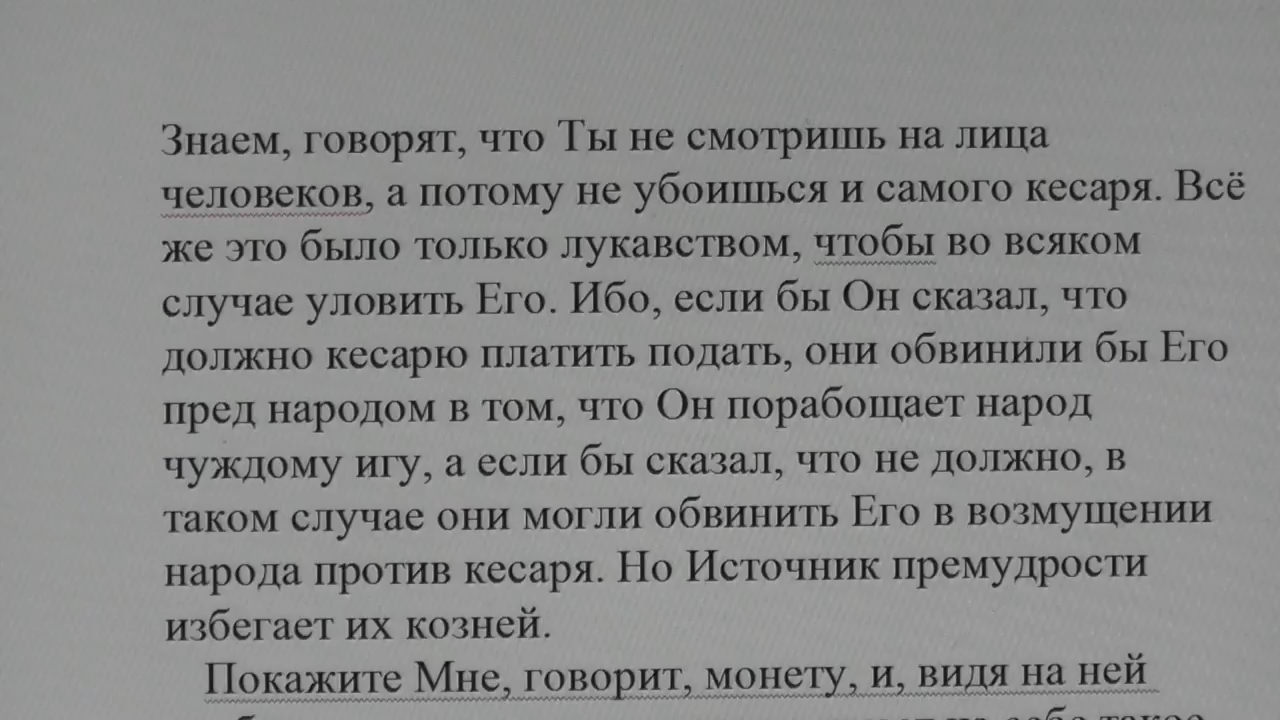 Знаем, говорят, что Ты не смотришь на лица
человеков, а потому не убоишься и самого кесаря. Всё
же это было только лукавством, чтобы во всяком
случае уловить Его. Ибо, если бы Он сказал, что
должно кесарю платить подать, они обвинили бы Его
пред народом в том, что Он порабощает народ
чуждому игу, а если бы сказал, что не должно, в
таком случае они могли обвинить Его в возмущении
народа против кесаря. Но Источник премудрости
избегает их козней.
Покажите Мне, говорит, монету, и, видя на ней
на себе такое